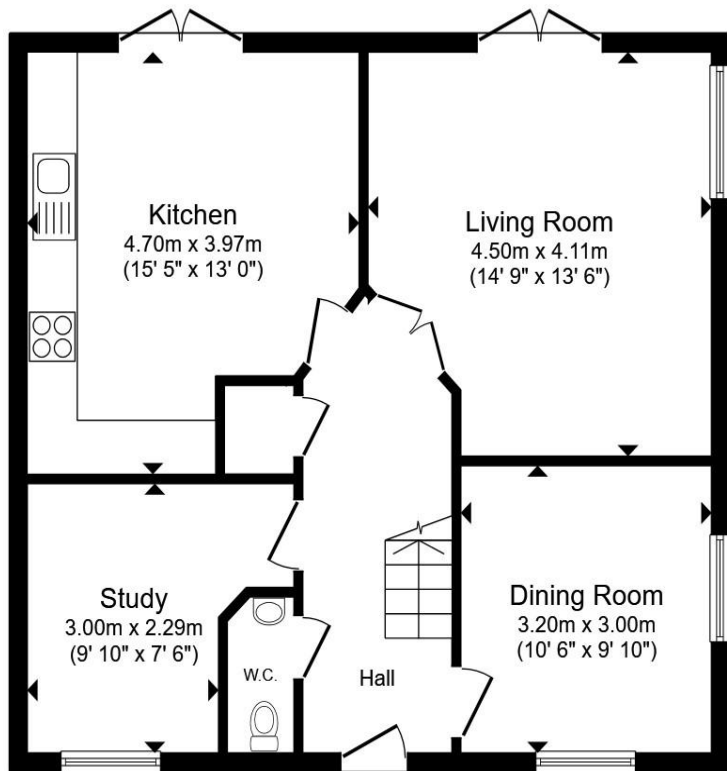 Kitchen
4.70m x 3.97m
(15' 5" x 13' 0")
Living Room
4.50m x 4.11m
(14' 9" x 13' 6")
Study
3.00m x 2.29m
(9' 10" x 7' 6")
W.C.
Hall
Dining Room
3.20m x 3.00m
(10' 6" x 9' 10")